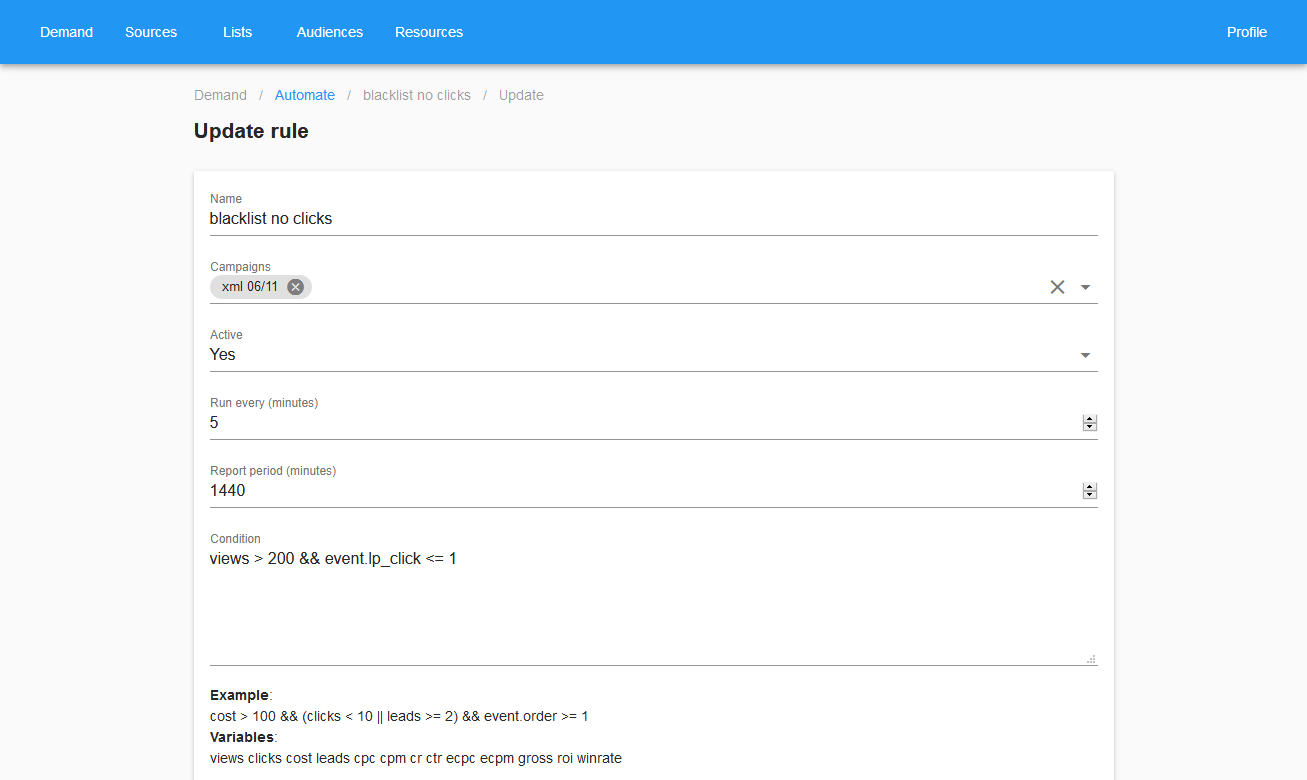 Demand Sources Lists Audiences Resources Profile
Demand / Automate / blacklist no clicks / Update
Update rule
Name
blacklist no clicks
Campaigns
xml 06/11
Active
Yes
Run every (minutes)
5
Report period (minutes)
1440
Condition
views > 200 && event.lp_click <= 1
Example:
cost > 100 && (clicks < 10 || leads >= 2) && event.order >= 1
Variables:
views clicks cost leads cpc cpm cr ctr ecpc ecpm gross roi winrate